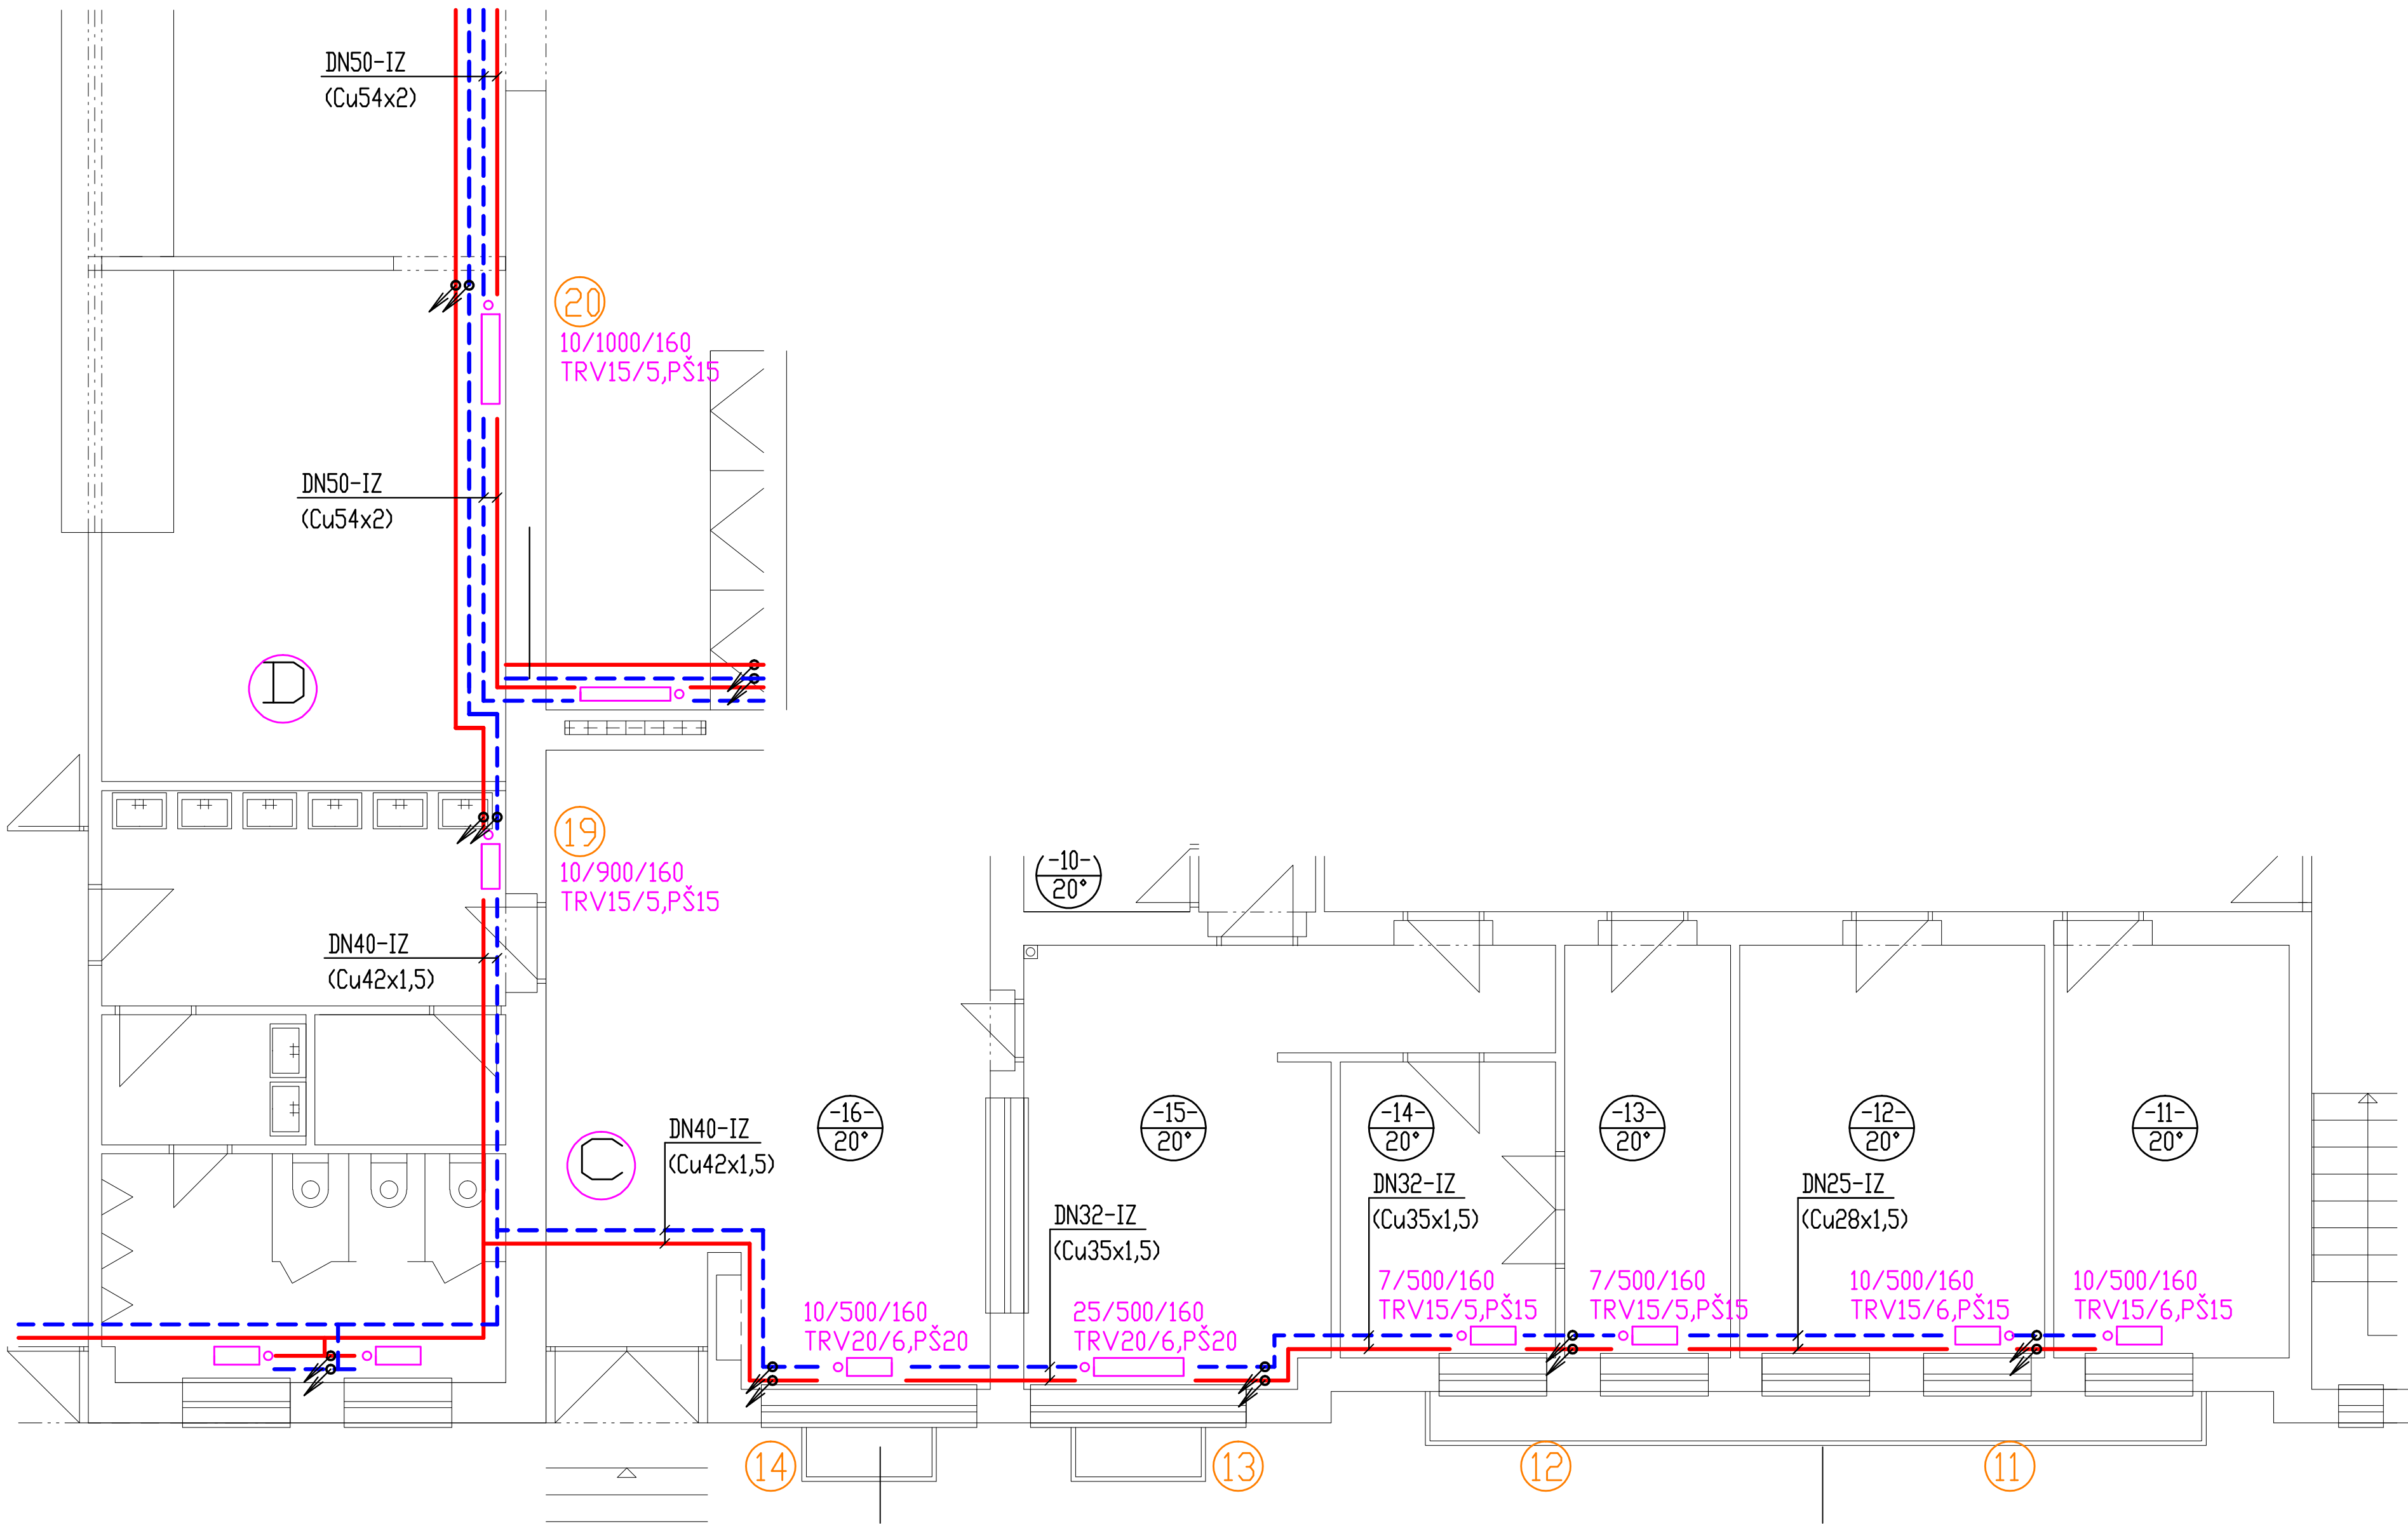 DN50-IZ
(Cu54x2)
20
10/1000/160
TRV15/5,PŠ15
DN50-IZ
(Cu54x2)
D
19
10/900/160
TRV15/5,PŠ15
DN40-IZ
(Cu42x1,5)
-10-
20°
C
DN40-IZ
(Cu42x1,5)
-16-
20°
-15-
20°
-14-
20°
-13-
20°
-12-
20°
-11-
20°
DN32-IZ
(Cu35x1,5)
DN32-IZ
(Cu35x1,5)
DN25-IZ
(Cu28x1,5)
10/500/160
TRV20/6,PŠ20
25/500/160
TRV20/6,PŠ20
7/500/160
TRV15/5,PŠ15
7/500/160
TRV15/5,PŠ15
10/500/160
TRV15/6,PŠ15
10/500/160
TRV15/6,PŠ15
14
13
12
11